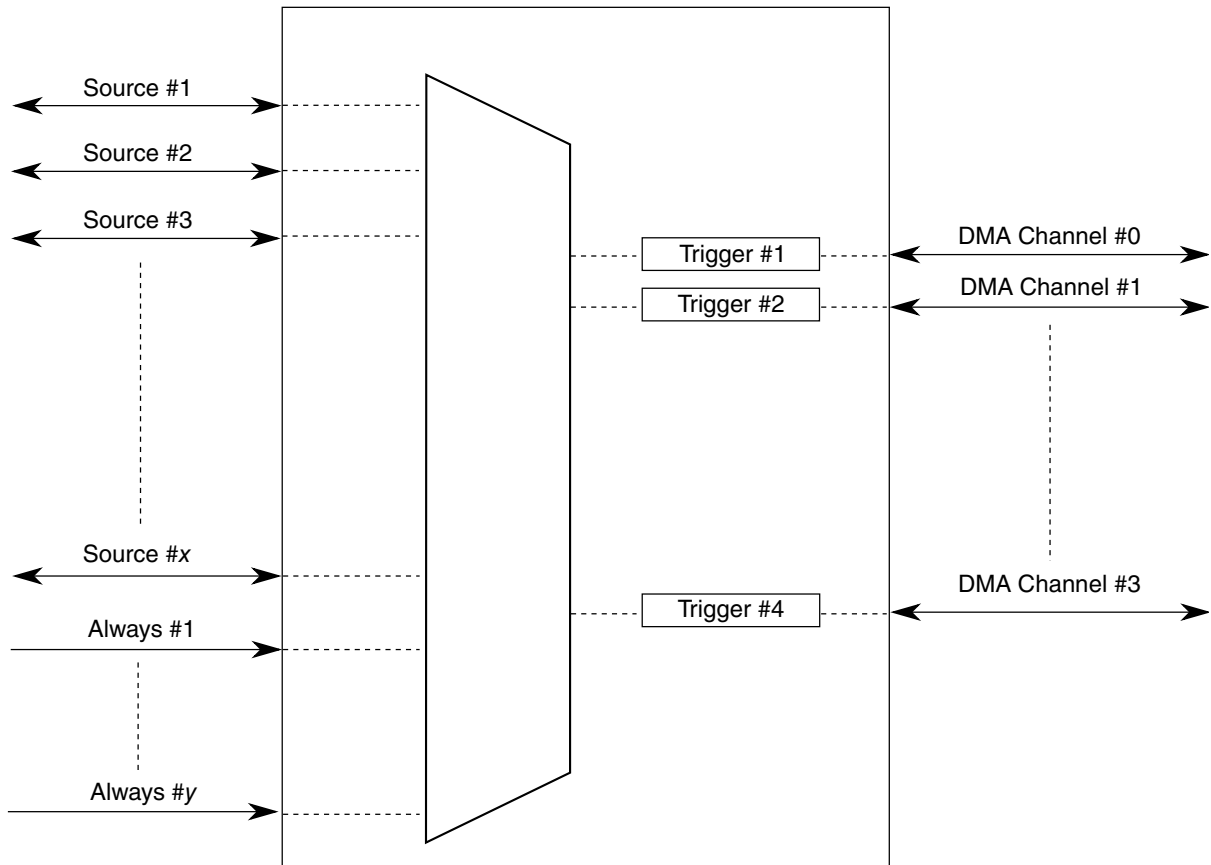 Source #1
Source #2
Source #3
Source #x
Always #1
Always #y
Trigger #1
Trigger #2
Trigger #4
DMA Channel #0
DMA Channel #1
DMA Channel #3